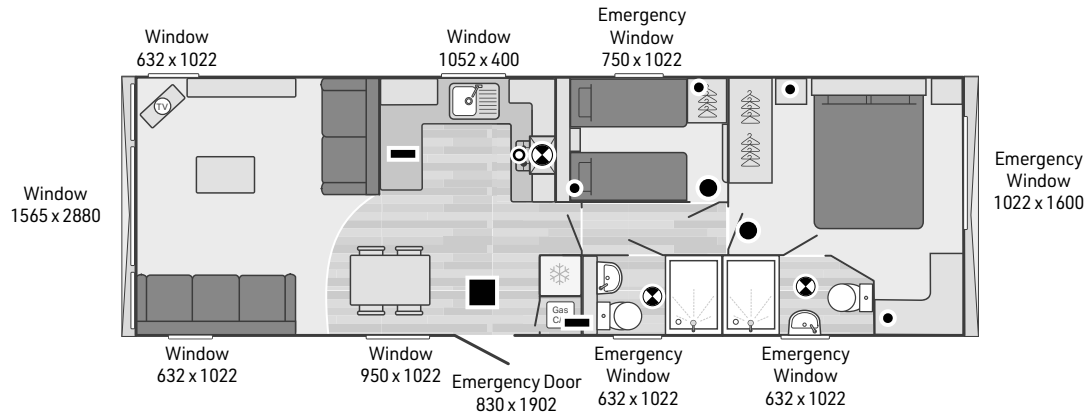 Window
632 x 1022
Window
1052 x 400
Emergency
Window
750 x 1022
TV
Window
1565 x 2880
Emergency
Window
1022 x 1600
Gas
Window
632 x 1022
Window
950 x 1022
Emergency Door
830 x 1902
Emergency
Window
632 x 1022
Emergency
Window
632 x 1022